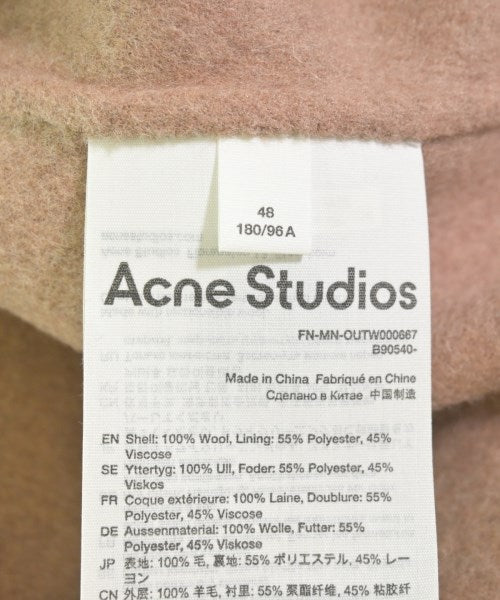 48
180/96 A
Acne Studios
FN-MN-OUTW000667
B90540-
Made in China Fabriqué en Chine
Сделано в Китае 中国制造
EN Shell: 100% Wool, Lining: 55% Polyester, 45%
Viscose
SE Yttertyg: 100% Ull, Foder: 55% Polyester, 45%
Viskos
FR Coque extérieure: 100% Laine, Doublure: 55%
Polyester, 45% Viscose
DE Aussenmaterial: 100% Wolle, Futter: 55%
Polyester, 45% Viskose
JP 表地: 100% 毛, 裏地: 55% ポリエステル, 45% レー
ヨン
CN 外层: 100% 羊毛, 衬里: 55% 聚酯纤维, 45% 粘胶纤